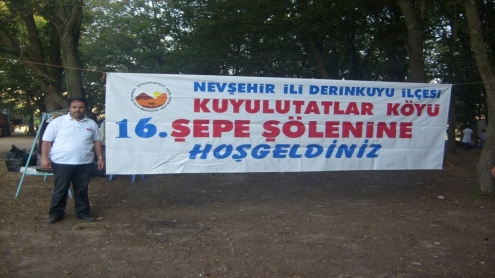 NEVŞEHİR İLİ DERİNKUYU İLÇESİ
KUYULUTATLAR KÖYÜ
16. ŞEPE ŞÖLENİNE
HOŞGELDİNİZ